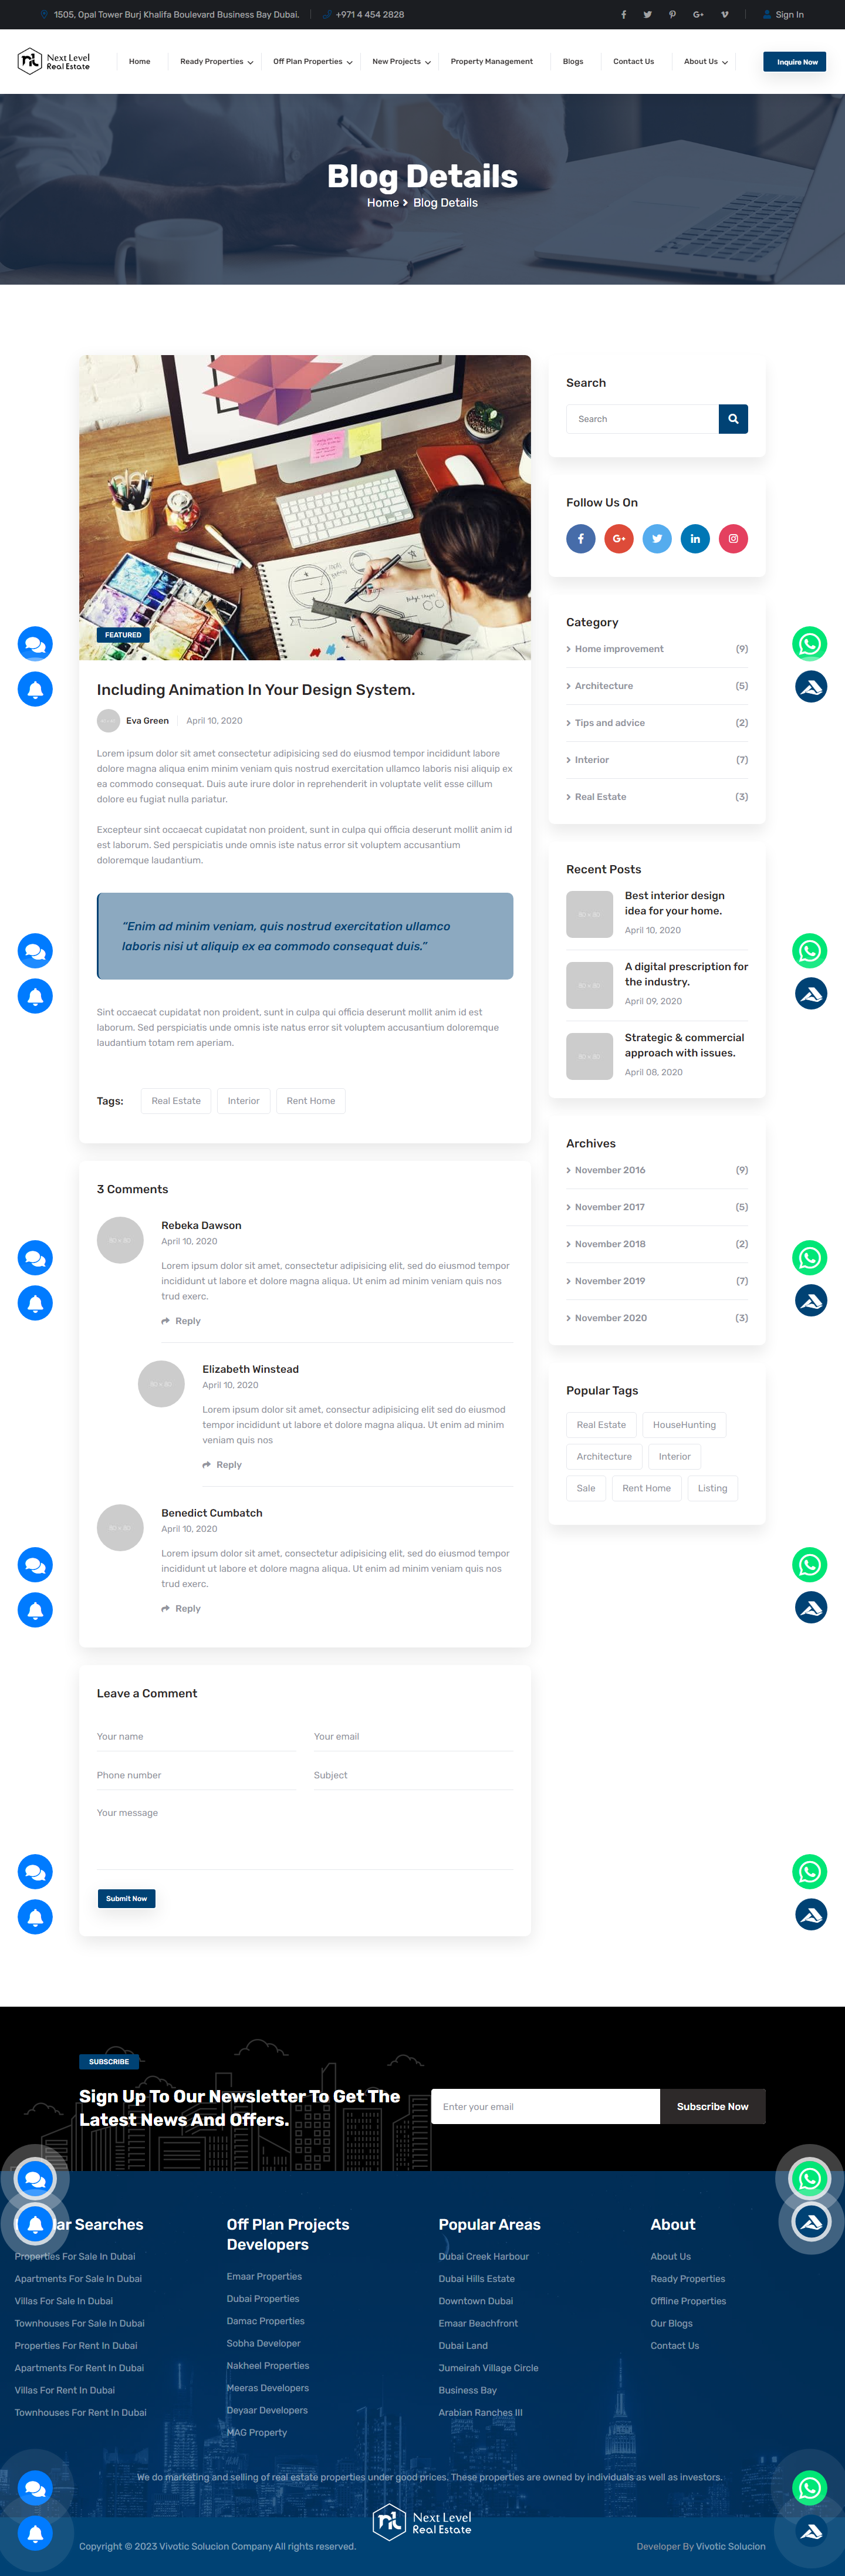 1505, Opal Tower Burj Khalifa Boulevard Business Bay Dubai.
+971 4 454 2828
Sign In
Next Level
Real Estate
Home
Ready Properties
Off Plan Properties
New Projects
Property Management
Blogs
Contact Us
About Us
Inquire Now
Blog Details
Home
Blog Details
FEATURED
Including Animation In Your Design System.
Eva Green
April 10, 2020
Lorem ipsum dolor sit amet consectetur adipisicing sed do eiusmod tempor incididunt labore
dolore magna aliqua enim minim veniam quis nostrud exercitation ullamco laboris nisi aliquip ex
ea commodo consequat. Duis aute irure dolor in reprehenderit in voluptate velit esse cillum
dolore eu fugiat nulla pariatur.
Excepteur sint occaecat cupidatat non proident, sunt in culpa qui officia deserunt mollit anim id
est laborum. Sed perspiciatis unde omnis iste natus error sit voluptem accusantium
doloremque laudantium.
“Enim ad minim veniam, quis nostrud exercitation ullamco
laboris nisi ut aliquip ex ea commodo consequat duis.”
Sint occaecat cupidatat non proident, sunt in culpa qui officia deserunt mollit anim id est
laborum. Sed perspiciatis unde omnis iste natus error sit voluptem accusantium doloremque
laudantium totam rem aperiam.
Tags:
Real Estate
Interior
Rent Home
3 Comments
Rebeka Dawson
April 10, 2020
Lorem ipsum dolor sit amet, consectetur adipisicing elit, sed do eiusmod tempor
incididunt ut labore et dolore magna aliqua. Ut enim ad minim veniam quis nos
trud exerc.
Reply
Elizabeth Winstead
April 10, 2020
Lorem ipsum dolor sit amet, consectur adipisicing elit sed do eiusmod
tempor incididunt ut labore et dolore magna aliqua. Ut enim ad minim
veniam quis nos
Reply
Benedict Cumbatch
April 10, 2020
Lorem ipsum dolor sit amet, consectetur adipisicing elit, sed do eiusmod tempor
incididunt ut labore et dolore magna aliqua. Ut enim ad minim veniam quis nos
trud exerc.
Reply
Leave a Comment
Your name
Your email
Phone number
Subject
Your message
Submit Now
Search
Search
Follow Us On
Category
Home improvement (9)
Architecture (5)
Tips and advice (2)
Interior (7)
Real Estate (3)
Recent Posts
Best interior design
idea for your home.
April 10, 2020
A digital prescription for
the industry.
April 09, 2020
Strategic & commercial
approach with issues.
April 08, 2020
Archives
November 2016 (9)
November 2017 (5)
November 2018 (2)
November 2019 (7)
November 2020 (3)
Popular Tags
Real Estate
HouseHunting
Architecture
Interior
Sale
Rent Home
Listing
SUBSCRIBE
Sign Up To Our Newsletter To Get The
Latest News And Offers.
Enter your email
Subscribe Now
Searches
Properties For Sale In Dubai
Apartments For Sale In Dubai
Villas For Sale In Dubai
Townhouses For Sale In Dubai
Properties For Rent In Dubai
Apartments For Rent In Dubai
Villas For Rent In Dubai
Townhouses For Rent In Dubai
Off Plan Projects
Developers
Emaar Properties
Dubai Properties
Damac Properties
Sobha Developer
Nakheel Properties
Meeras Developers
Deyaar Developers
MAG Property
Popular Areas
Dubai Creek Harbour
Dubai Hills Estate
Downtown Dubai
Emaar Beachfront
Dubai Land
Jumeirah Village Circle
Business Bay
Arabian Ranches III
About
About Us
Ready Properties
Offline Properties
Our Blogs
Contact Us
We do marketing and selling of real estate properties under good prices. These properties are owned by individuals as well as investors.
Next Level
Real Estate
Copyright © 2023 Vivotic Solucion Company All rights reserved.
Developer By Vivotic Solucion